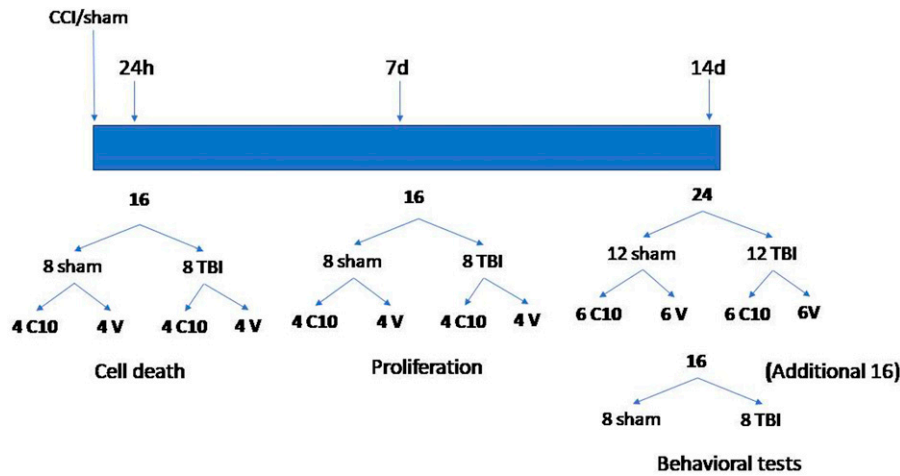 CCI/sham
24h 7d 14d
16 16 24
8 sham 8 TBI 8 sham 8 TBI 12 sham 12 TBI
4 C10 4 V 4 C10 4 V 4 C10 4 V 4 C10 4 V 6 C10 6 V 6 C10 6V
Cell death Proliferation 16 (Additional 16)
8 sham 8 TBI
Behavioral tests